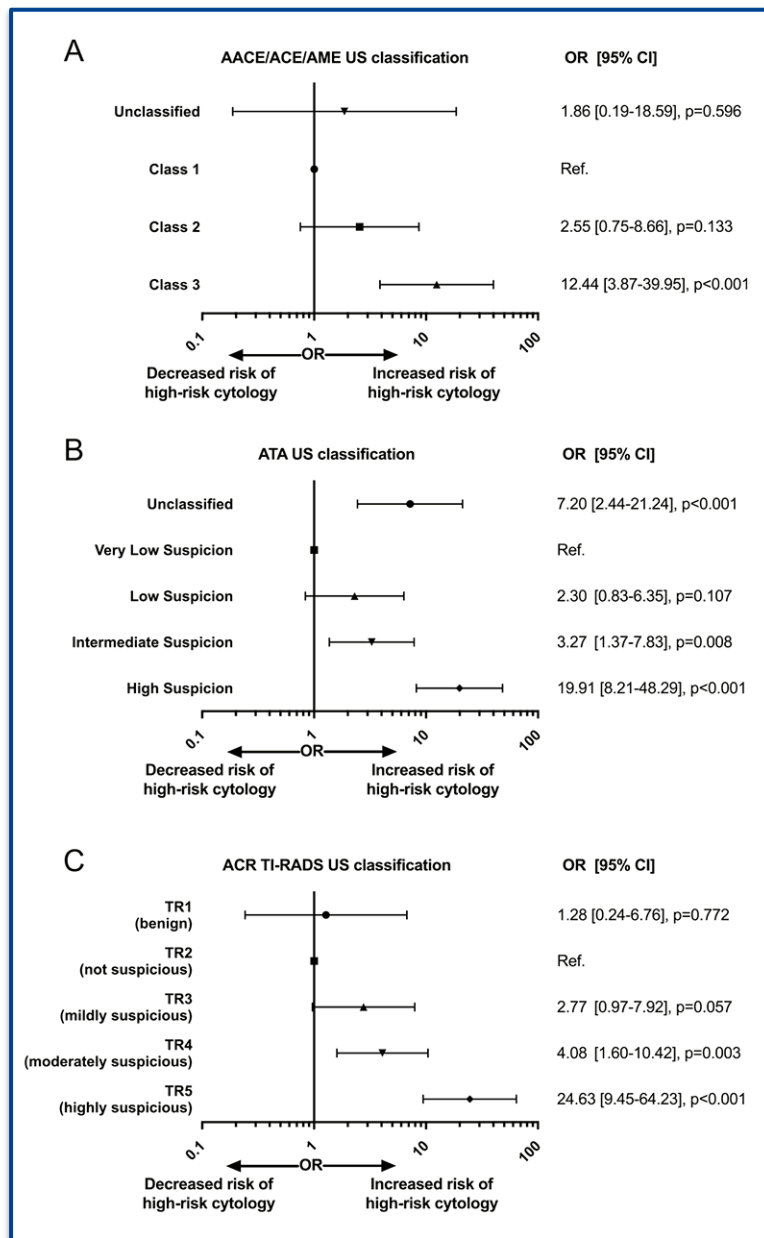 A
AACE/ACE/AME US classification OR [95% CI]
Unclassified 1.86 [0.19-18.59], p=0.596
Class 1 Ref.
Class 2 2.55 [0.75-8.66], p=0.133
Class 3 12.44 [3.87-39.95], p<0.001
0.1 1 10 100
OR
Decreased risk of
high-risk cytology
Increased risk of
high-risk cytology
B
ATA US classification OR [95% CI]
Unclassified 7.20 [2.44-21.24], p<0.001
Very Low Suspicion Ref.
Low Suspicion 2.30 [0.83-6.35], p=0.107
Intermediate Suspicion 3.27 [1.37-7.83], p=0.008
High Suspicion 19.91 [8.21-48.29], p<0.001
0.1 1 10 100
OR
Decreased risk of
high-risk cytology
Increased risk of
high-risk cytology
C
ACR TI-RADS US classification OR [95% CI]
TR1
(benign) 1.28 [0.24-6.76], p=0.772
TR2
(not suspicious) Ref.
TR3
(mildly suspicious) 2.77 [0.97-7.92], p=0.057
TR4
(moderately suspicious) 4.08 [1.60-10.42], p=0.003
TR5
(highly suspicious) 24.63 [9.45-64.23], p<0.001
0.1 1 10 100
OR
Decreased risk of
high-risk cytology
Increased risk of
high-risk cytology